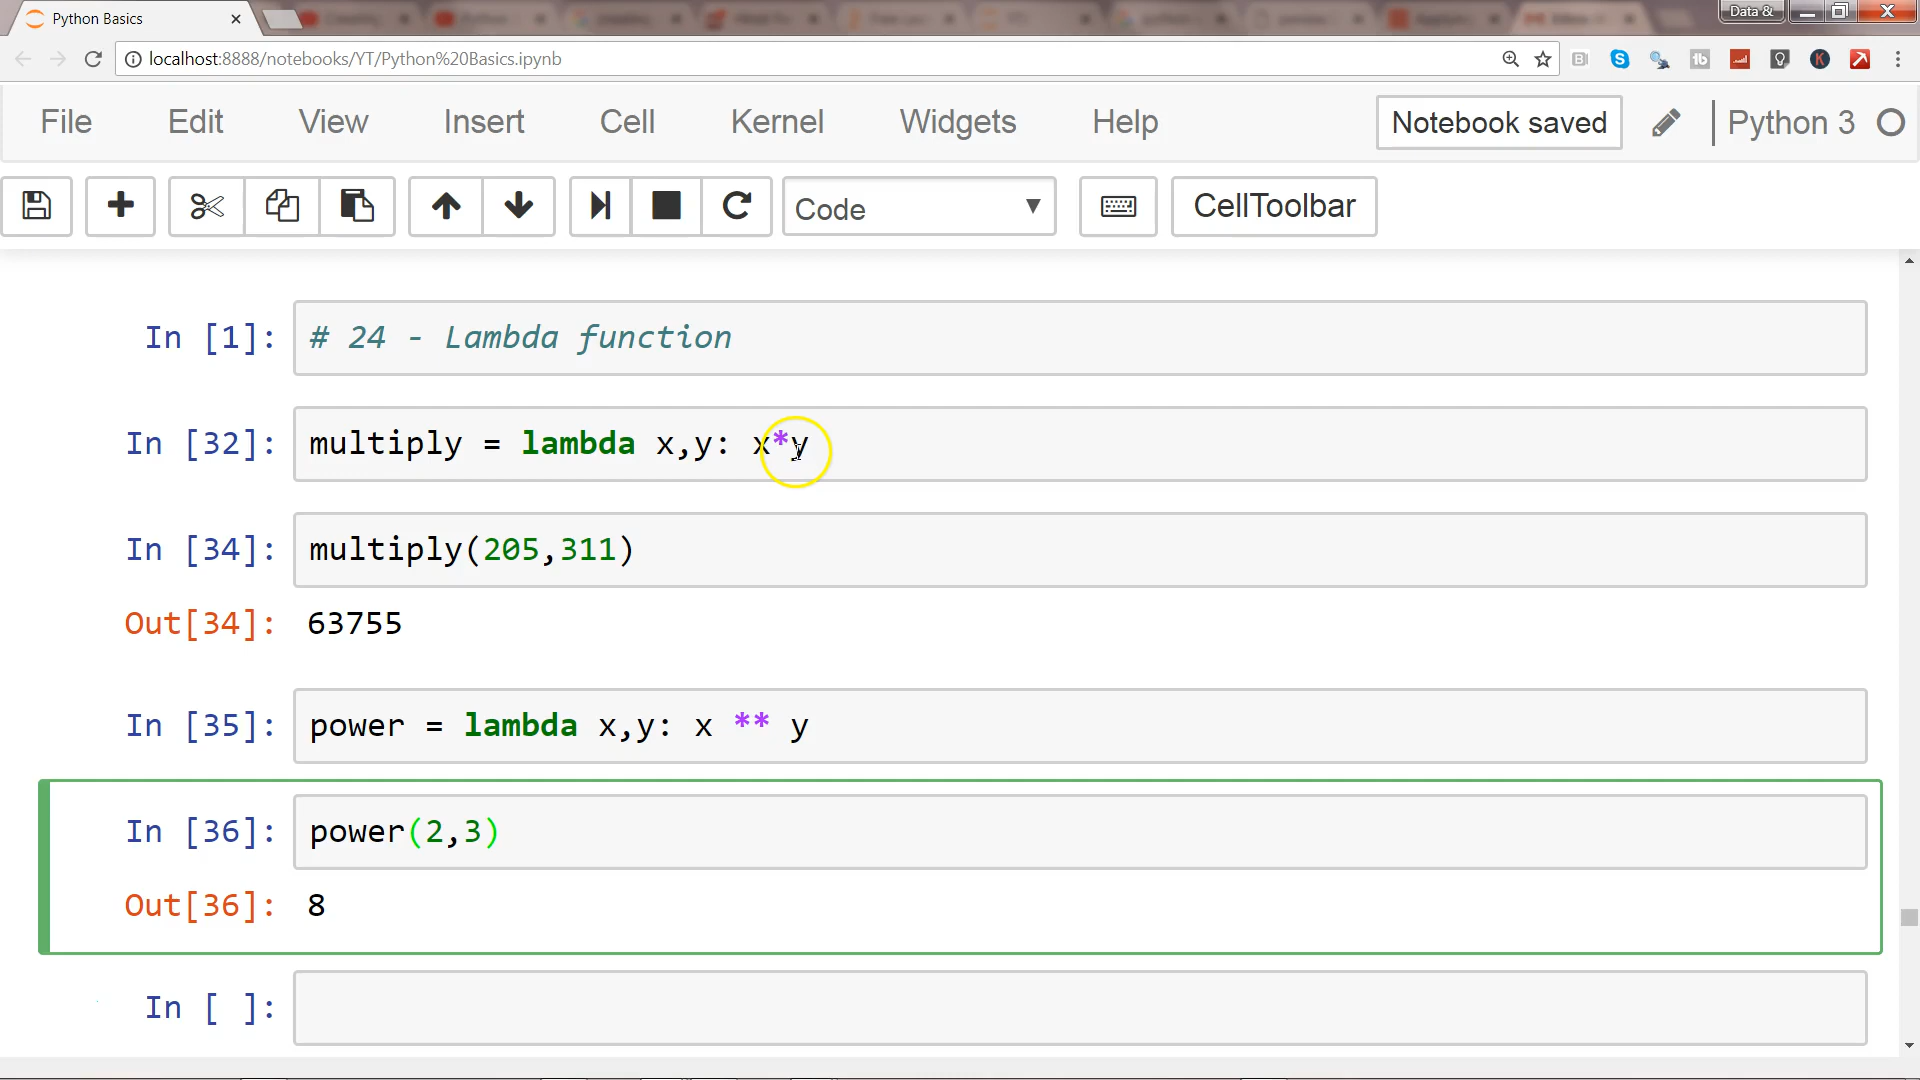 Python Basics
Data &
localhost:8888/notebooks/YT/Python%20Basics.ipynb
File Edit View Insert Cell Kernel Widgets Help Notebook saved Python 3
Code CellToolbar
In [1]: # 24 - Lambda function
In [32]: multiply = lambda x,y: x*y
In [34]: multiply(205,311)
Out[34]: 63755
In [35]: power = lambda x,y: x ** y
In [36]: power(2,3)
Out[36]: 8
In [ ]: